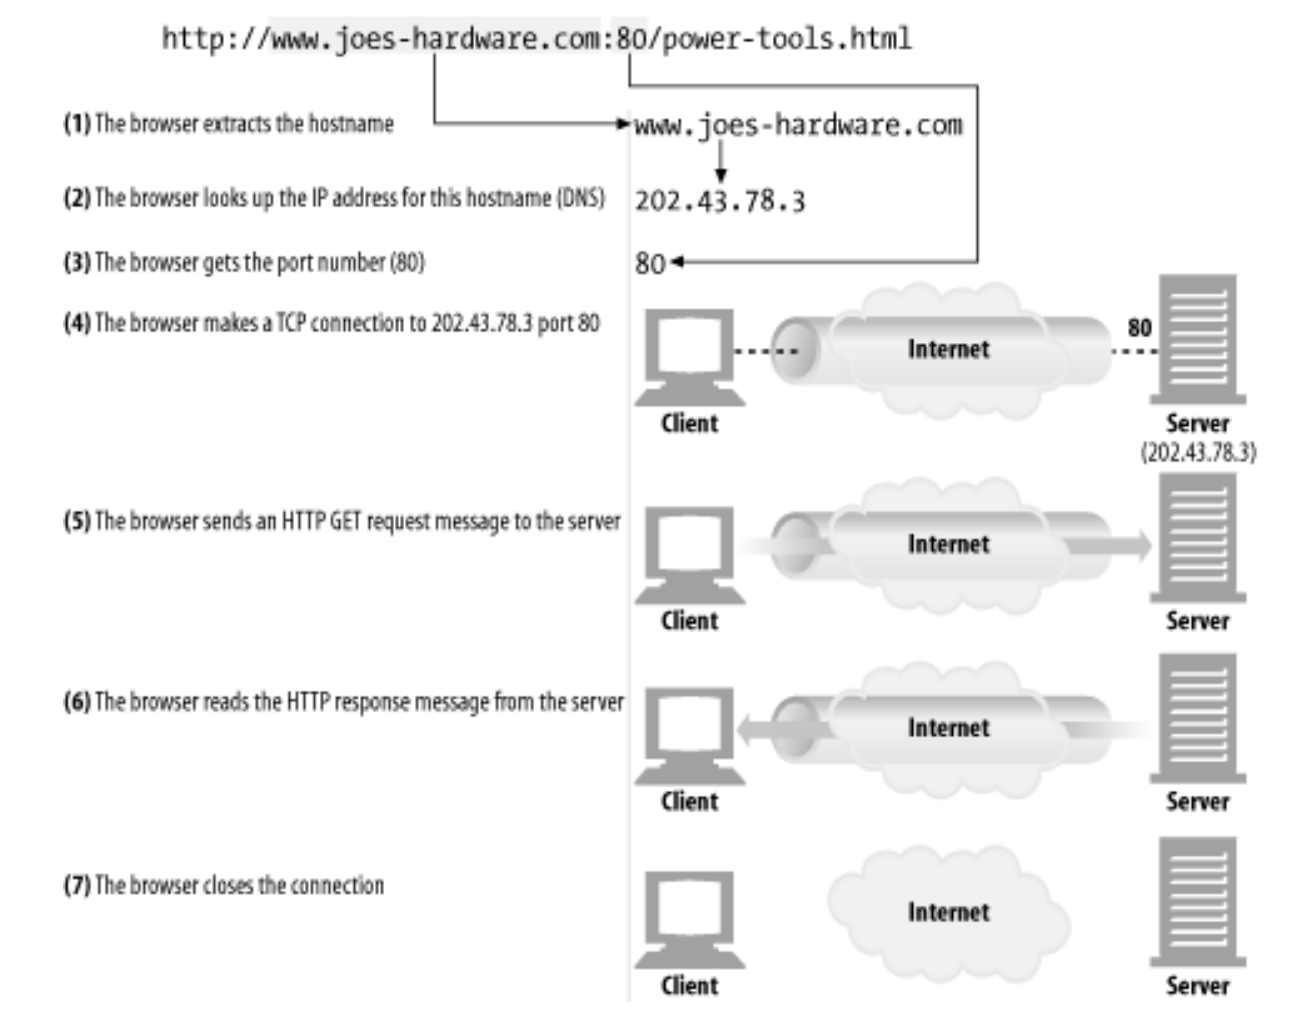 http://www.joes-hardware.com:80/power-tools.html
(1) The browser extracts the hostname
www.joes-hardware.com
(2) The browser looks up the IP address for this hostname (DNS)
202.43.78.3
(3) The browser gets the port number (80)
80
(4) The browser makes a TCP connection to 202.43.78.3 port 80
Internet
80
Client
Server
(202.43.78.3)
(5) The browser sends an HTTP GET request message to the server
Internet
Client
Server
(6) The browser reads the HTTP response message from the server
Internet
Client
Server
(7) The browser closes the connection
Internet
Client
Server